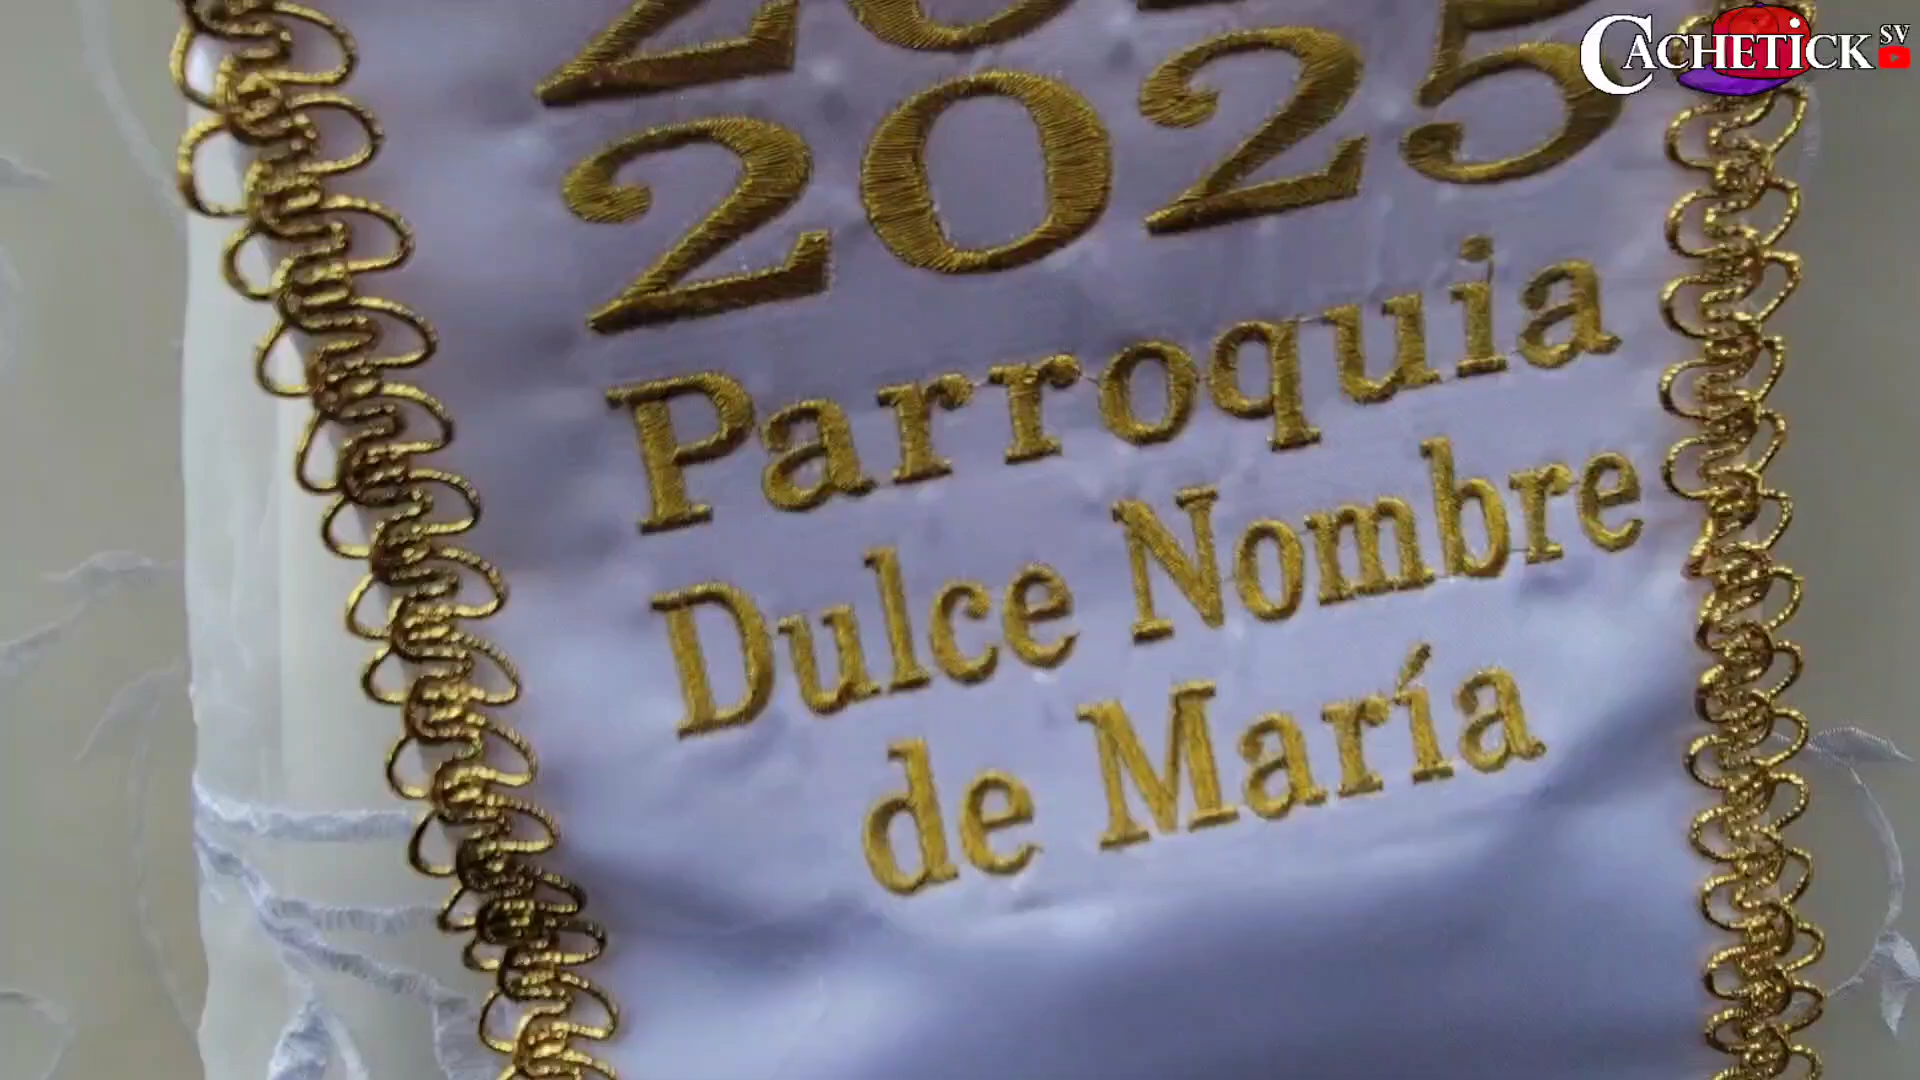 CACHETICK SV
2025
Parroquia
Dulce Nombre
de María